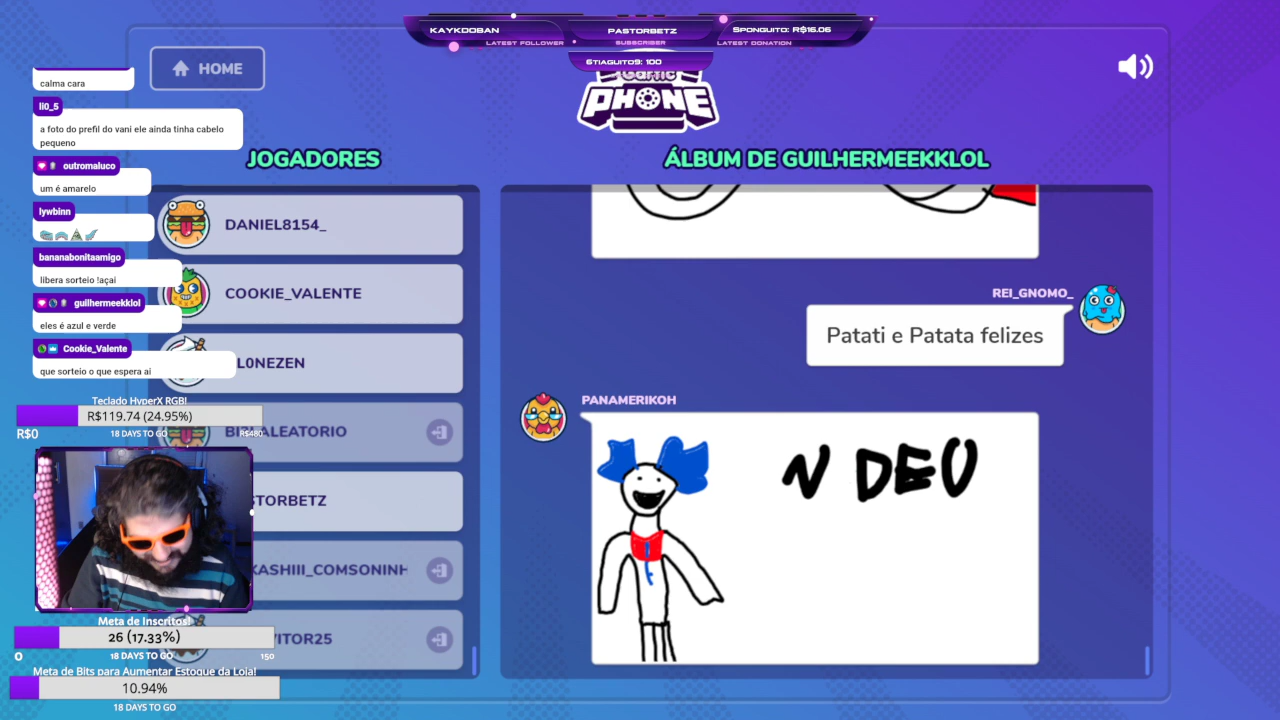 KAYKDOBAN
LATEST FOLLOWER
PASTORBETZ
SUBSCRIBER
SPONGUITO: R$16.06
LATEST DONATION
6TIAGUITO9: 100
HOME
PHONE
calma cara
li0_5
a foto do prefil do vani ele ainda tinha cabelo
pequeno
outromaluco
um é amarelo
lywbinn
bananabonitaamigo
libera sorteio !açai
guilhermeekklol
eles é azul e verde
Cookie_Valente
que sorteio o que espera ai
JOGADORES
DANIEL8154_
COOKIE_VALENTE
L0NEZEN
ALEATORIO
STORBETZ
KASHIII_COMSONINH
VITOR25
ÁLBUM DE GUILHERMEEKKLOL
REI_GNOMO_
Patati e Patata felizes
PANAMERIKOH
N DEU
Teclado HyperX RGB!
R$119.74 (24.95%)
R$0
18 DAYS TO GO
R$480
Meta de Inscritos!
26 (17.33%)
0
18 DAYS TO GO
150
Meta de Bits para Aumentar Estoque da Loja!
10.94%
18 DAYS TO GO